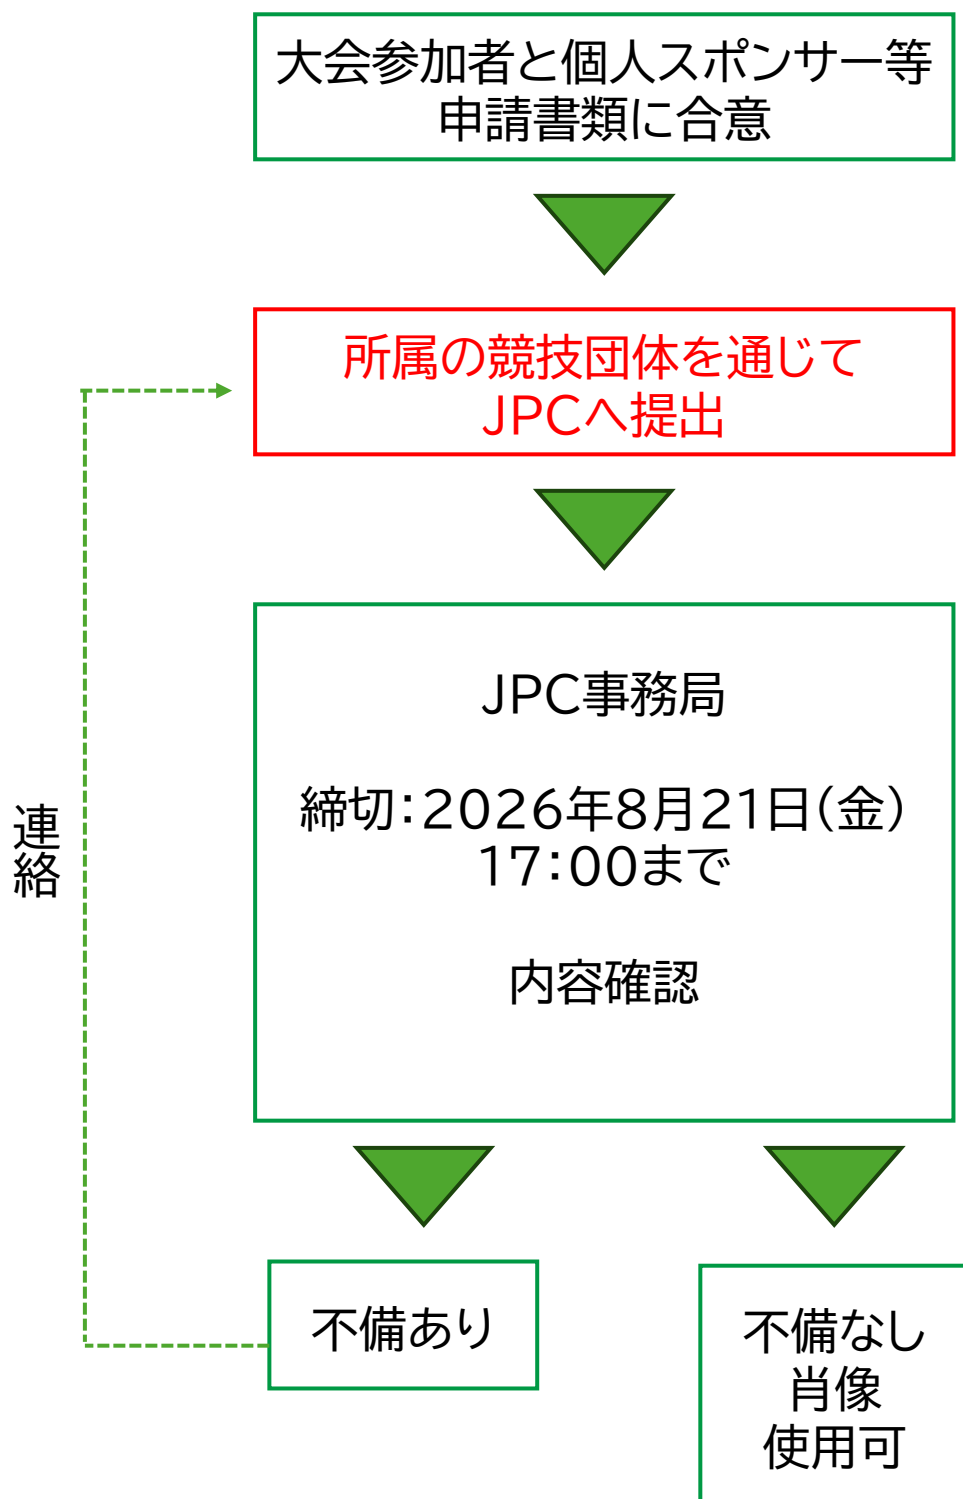 大会参加者と個人スポンサー等
申請書類に合意
所属の競技団体を通じて
JPCへ提出
JPC事務局
締切：2026年8月21日（金）
17：00まで
内容確認
連絡
不備あり
不備なし
肖像
使用可